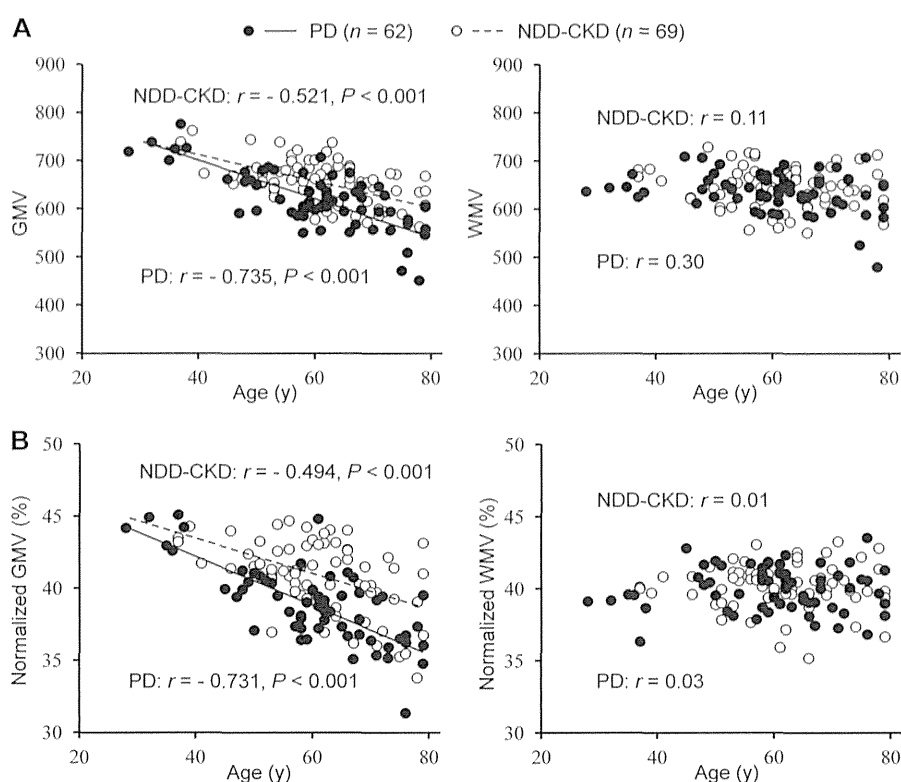 A
PD (n = 62) NDD-CKD (n = 69)
900
800
700
600
500
400
300
GMV
NDD-CKD: r = - 0.521, P < 0.001
PD: r = - 0.735, P < 0.001
20 40 60 80
Age (y)
900
800
700
600
500
400
300
WMV
NDD-CKD: r = 0.11
PD: r = 0.30
20 40 60 80
Age (y)
B
50
45
40
35
30
Normalized GMV (%)
NDD-CKD: r = - 0.494, P < 0.001
PD: r = - 0.731, P < 0.001
20 40 60 80
Age (y)
50
45
40
35
30
Normalized WMV (%)
NDD-CKD: r = 0.01
PD: r = 0.03
20 40 60 80
Age (y)